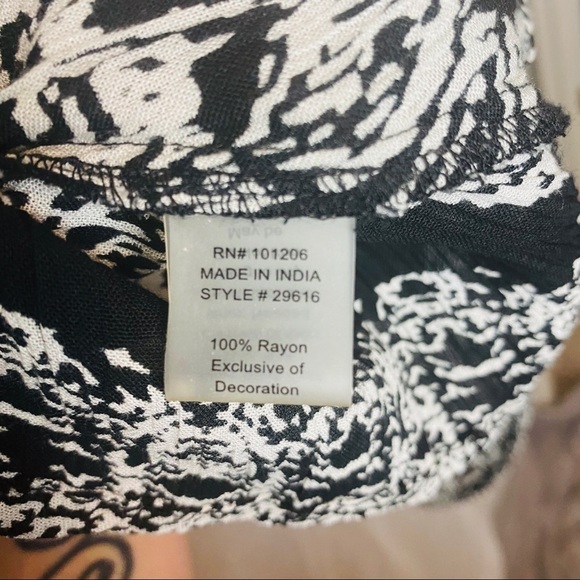 RN# 101206
MADE IN INDIA
STYLE # 29616
100% Rayon
Exclusive of
Decoration